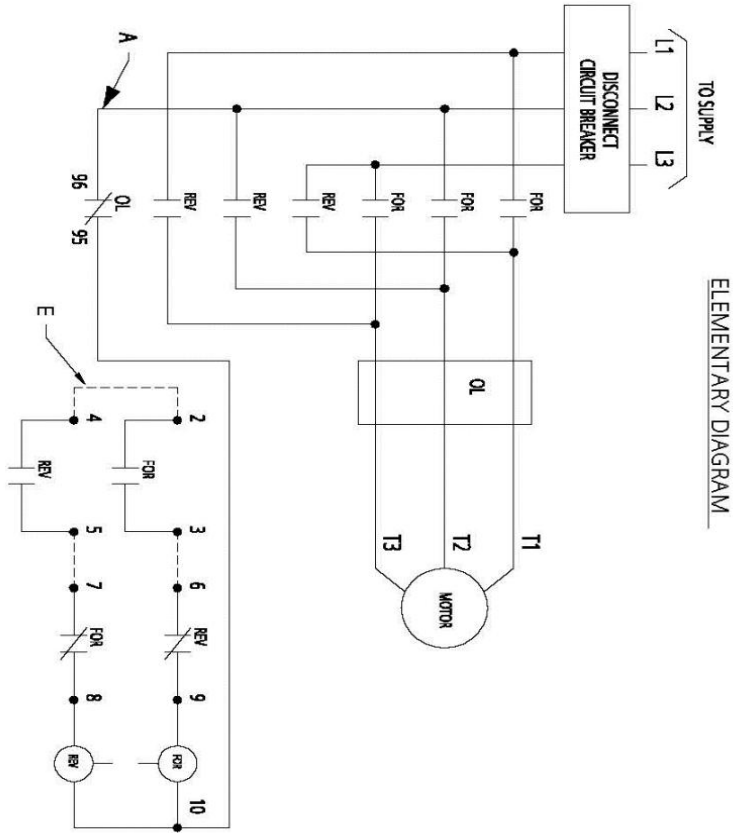 ELEMENTARY DIAGRAM
TO SUPPLY
L1
L2
L3
DISCONNECT
CIRCUIT BREAKER
A
96
OL
95
REV
REV
REV
FOR
FOR
FOR
OL
T3
T2
T1
MOTOR
E
4
2
REV
FOR
5
3
7
6
FOR
REV
8
9
REV
FOR
10